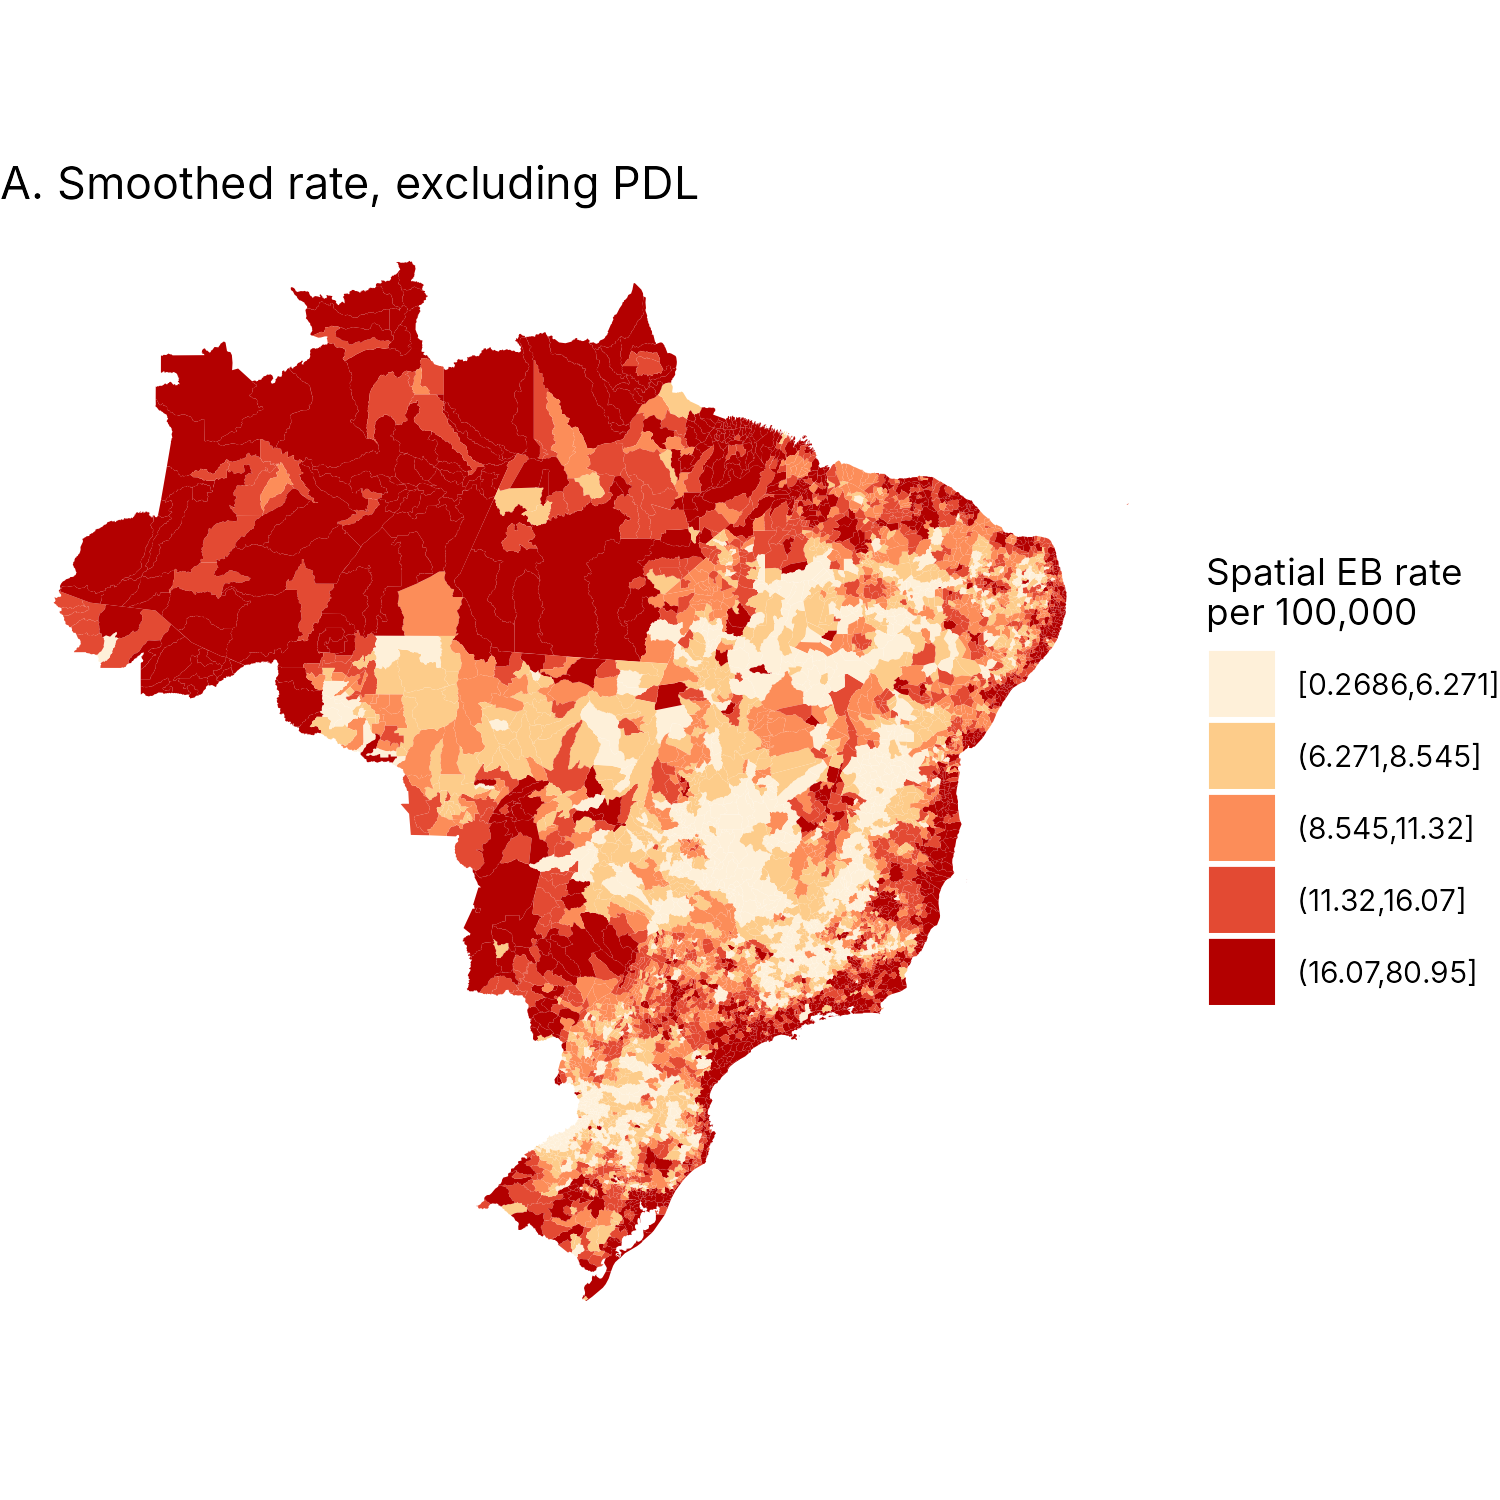 A. Smoothed rate, excluding PDL
Spatial EB rate
per 100,000
[0.2686,6.271]
(6.271,8.545]
(8.545,11.32]
(11.32,16.07]
(16.07,80.95]